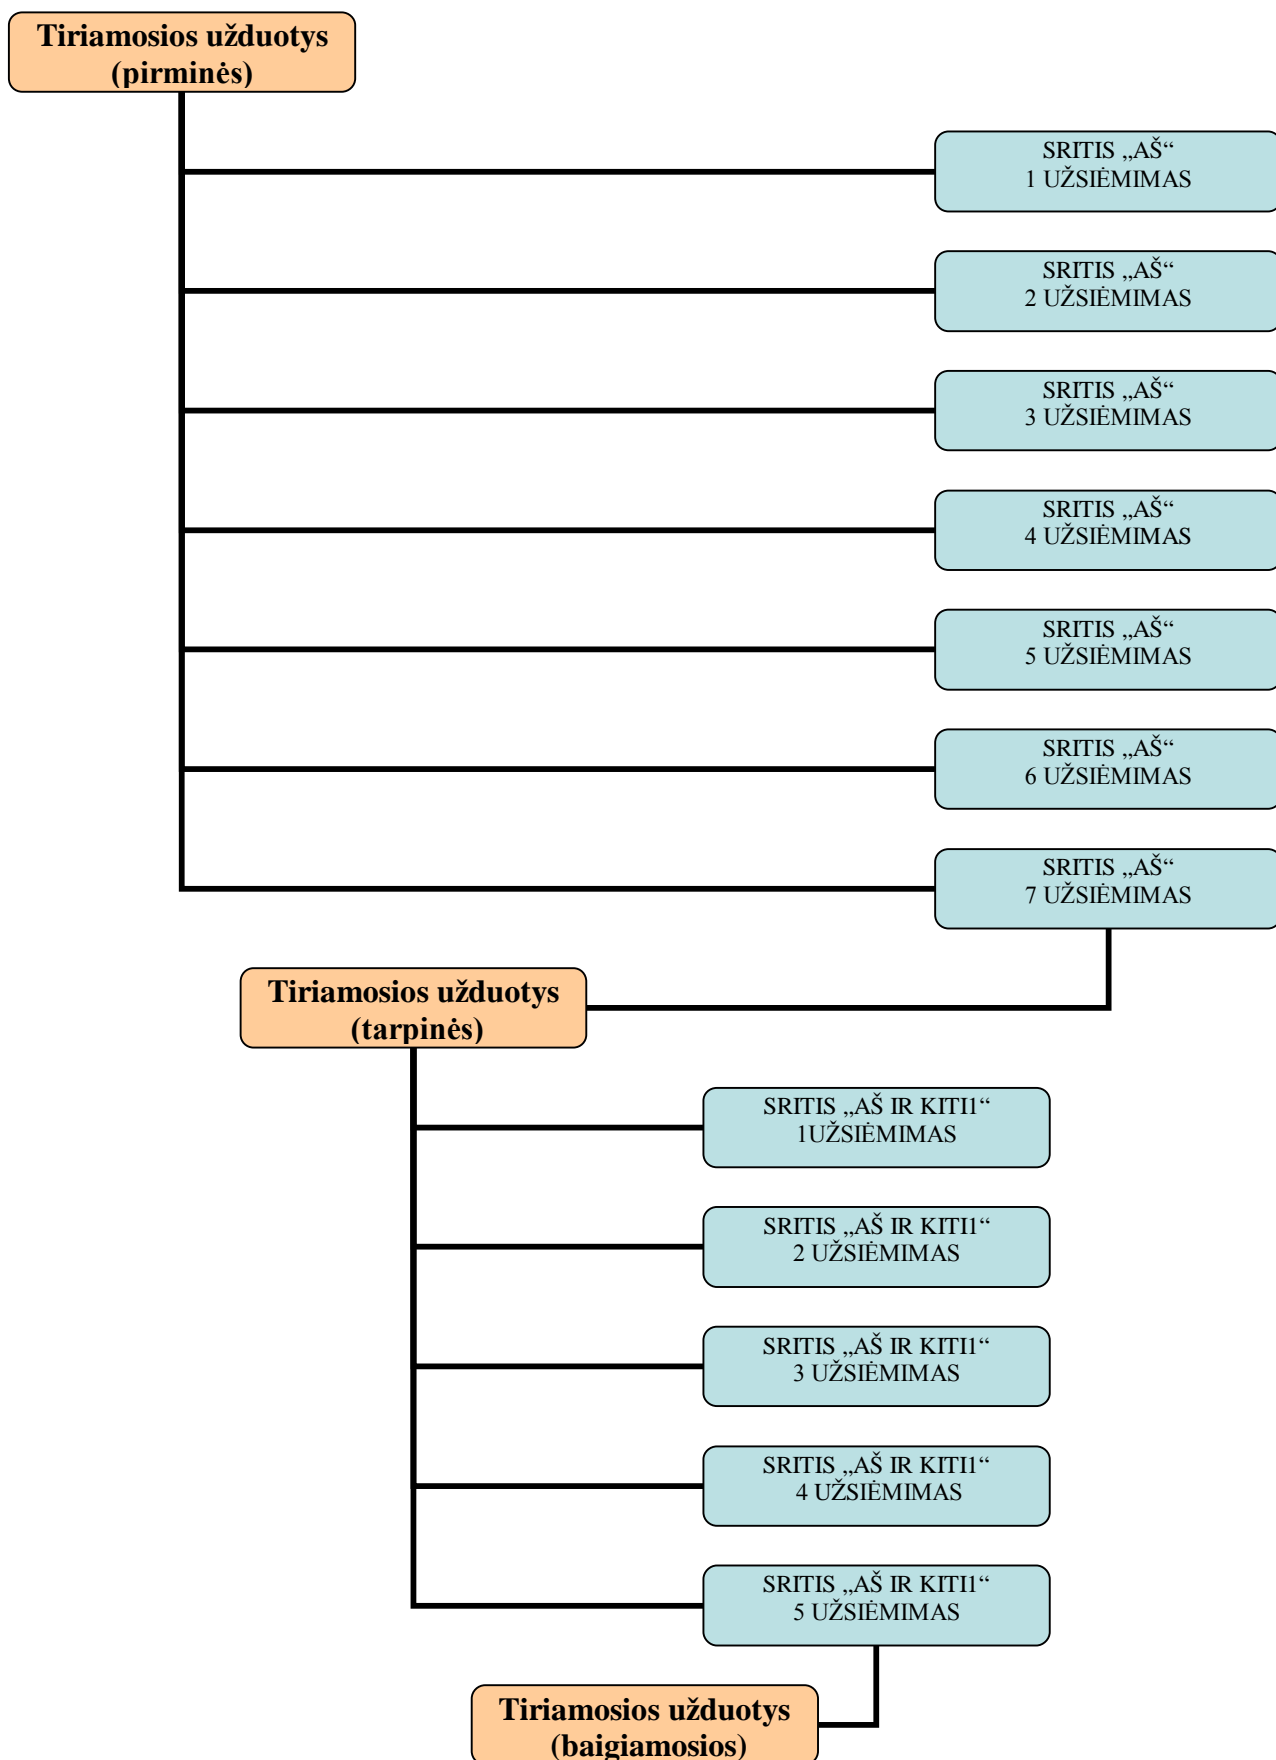 Tiriamosios užduotys
(pirminės)
SRITIS „AŠ“
1 UŽSIĖMIMAS
SRITIS „AŠ“
2 UŽSIĖMIMAS
SRITIS „AŠ“
3 UŽSIĖMIMAS
SRITIS „AŠ“
4 UŽSIĖMIMAS
SRITIS „AŠ“
5 UŽSIĖMIMAS
SRITIS „AŠ“
6 UŽSIĖMIMAS
SRITIS „AŠ“
7 UŽSIĖMIMAS
Tiriamosios užduotys
(tarpinės)
SRITIS „AŠ IR KITI1“
1UŽSIĖMIMAS
SRITIS „AŠ IR KITI1“
2 UŽSIĖMIMAS
SRITIS „AŠ IR KITI1“
3 UŽSIĖMIMAS
SRITIS „AŠ IR KITI1“
4 UŽSIĖMIMAS
SRITIS „AŠ IR KITI1“
5 UŽSIĖMIMAS
Tiriamosios užduotys
(baigiamosios)